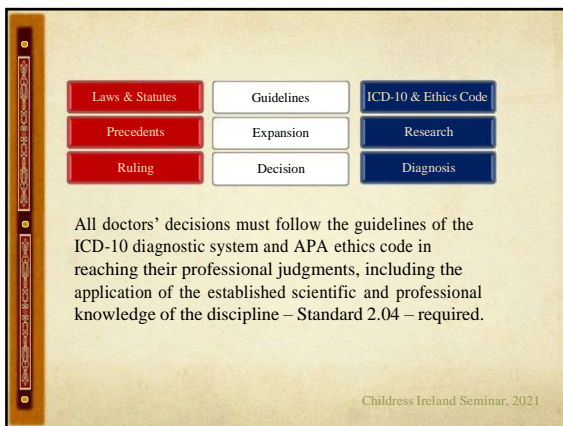 Laws & Statutes Guidelines ICD-10 & Ethics Code
Precedents Expansion Research
Ruling Decision Diagnosis
All doctors’ decisions must follow the guidelines of the
ICD-10 diagnostic system and APA ethics code in
reaching their professional judgments, including the
application of the established scientific and professional
knowledge of the discipline – Standard 2.04 – required.
Childress Ireland Seminar, 2021